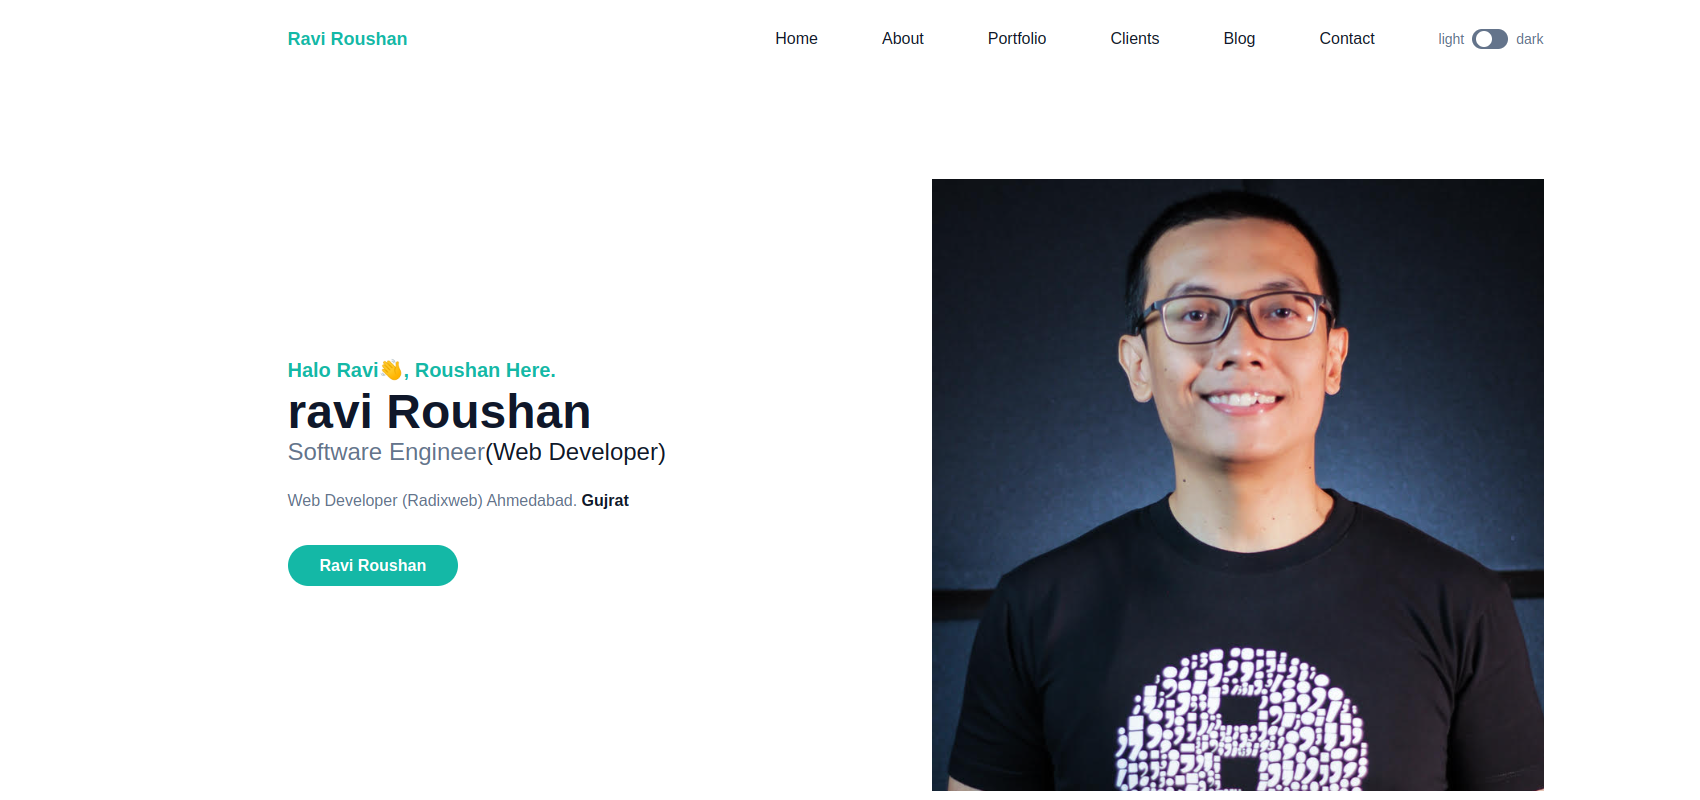 Ravi Roushan
Home About Portfolio Clients Blog Contact light dark
Halo Ravi👋, Roushan Here.
ravi Roushan
Software Engineer(Web Developer)
Web Developer (Radixweb) Ahmedabad. Gujrat
Ravi Roushan